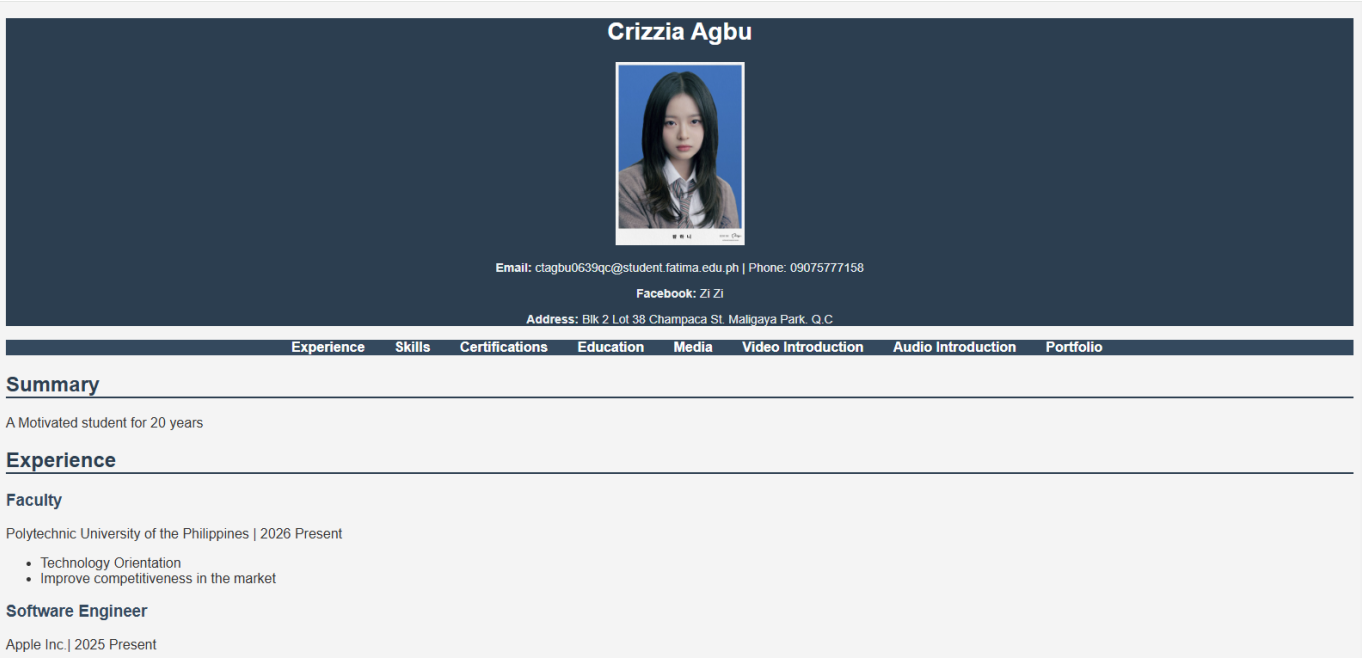 Crizzia Agbu
Email: ctagbu0639qc@student.fatima.edu.ph | Phone: 09075777158
Facebook: Zi Zi
Address: Blk 2 Lot 38 Champaca St. Maligaya Park. Q.C
Experience Skills Certifications Education Media Video Introduction Audio Introduction Portfolio
Summary
A Motivated student for 20 years
Experience
Faculty
Polytechnic University of the Philippines | 2026 Present
• Technology Orientation
• Improve competitiveness in the market
Software Engineer
Apple Inc.| 2025 Present